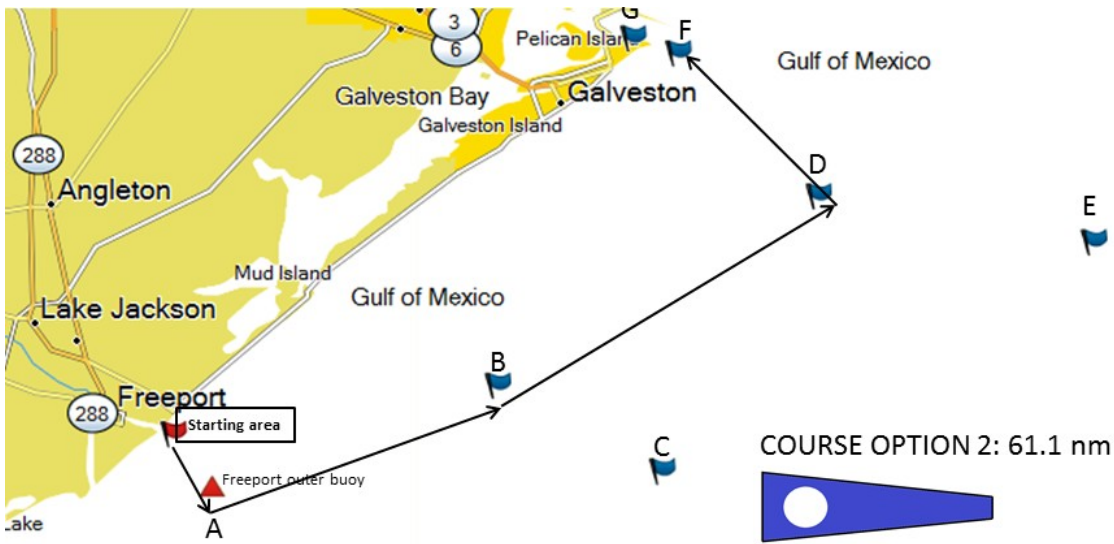 G
F
3
6
Pelican Island
Gulf of Mexico
Galveston Bay
Galveston
Galveston Island
288
Angleton
D
E
Mud Island
Gulf of Mexico
Lake Jackson
B
Freeport
288
Starting area
C
COURSE OPTION 2: 61.1 nm
Freeport outer buoy
A
Lake